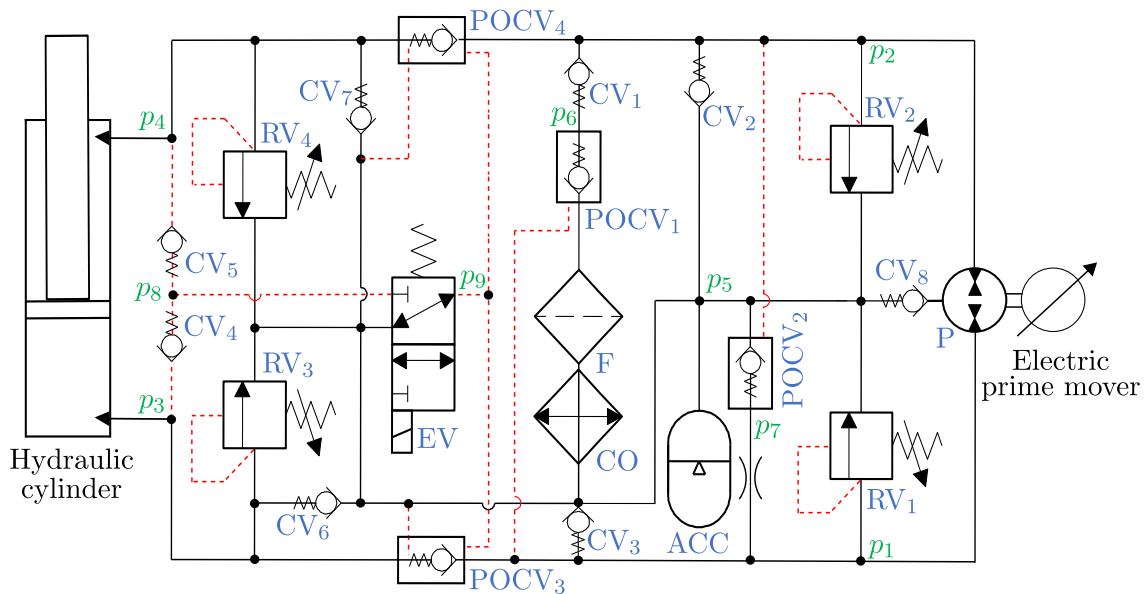 POCV4
p2
CV7
CV1
CV2
RV2
p4
RV4
p6
POCV1
CV5
p8
p9
p5
CV8
CV4
POCV2
P
Electric
prime mover
RV3
F
p3
EV
CO
p7
Hydraulic
cylinder
RV1
CV6
CV3
ACC
p1
POCV3